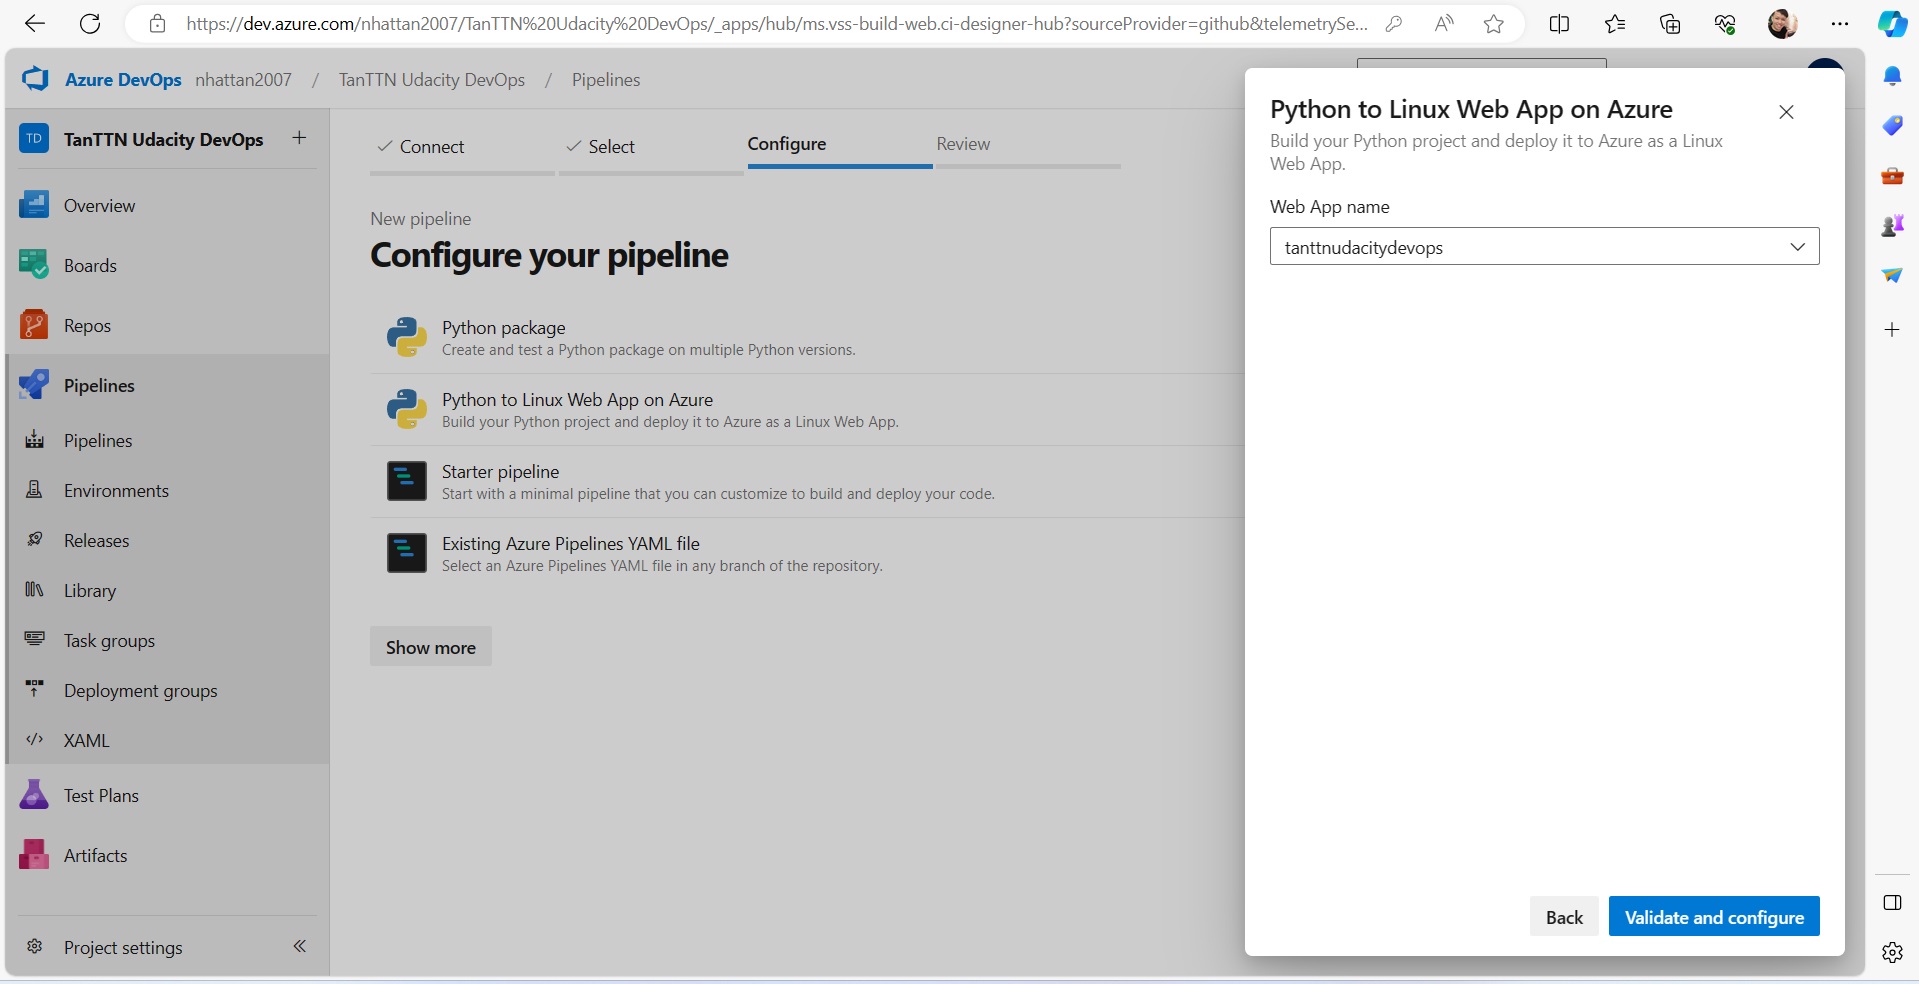 https://dev.azure.com/nhattan2007/TanTTN%20Udacity%20DevOps/_apps/hub/ms.vss-build-web.ci-designer-hub?sourceProvider=github&telemetrySe...
Azure DevOps nhattan2007 / TanTTN Udacity DevOps / Pipelines
TD TanTTN Udacity DevOps
Overview
Boards
Repos
Pipelines
Pipelines
Environments
Releases
Library
Task groups
Deployment groups
XAML
Test Plans
Artifacts
Project settings
Connect Select Configure Review
New pipeline
Configure your pipeline
Python package
Create and test a Python package on multiple Python versions.
Python to Linux Web App on Azure
Build your Python project and deploy it to Azure as a Linux Web App.
Starter pipeline
Start with a minimal pipeline that you can customize to build and deploy your code.
Existing Azure Pipelines YAML file
Select an Azure Pipelines YAML file in any branch of the repository.
Show more
Python to Linux Web App on Azure
Build your Python project and deploy it to Azure as a Linux
Web App.
Web App name
tanttnudacitydevops
Back Validate and configure